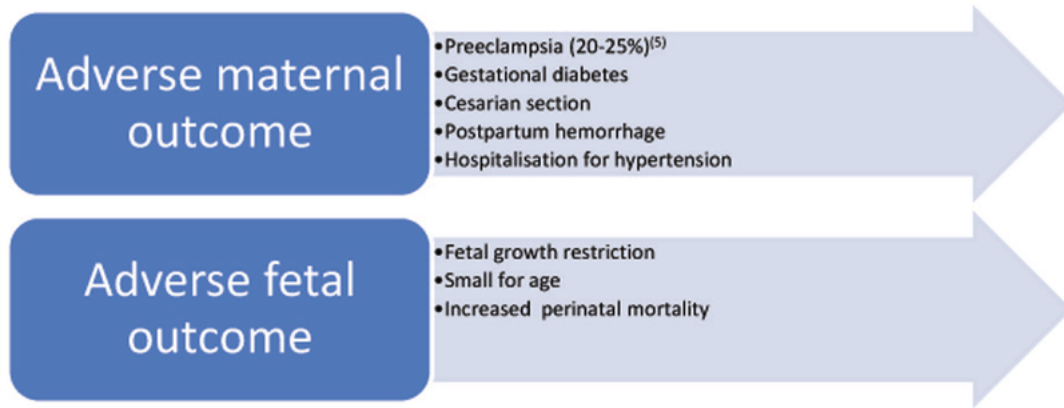 Adverse maternal
outcome
•Preeclampsia (20-25%)(5)
•Gestational diabetes
•Cesarian section
•Postpartum hemorrhage
•Hospitalisation for hypertension
Adverse fetal
outcome
•Fetal growth restriction
•Small for age
•Increased perinatal mortality